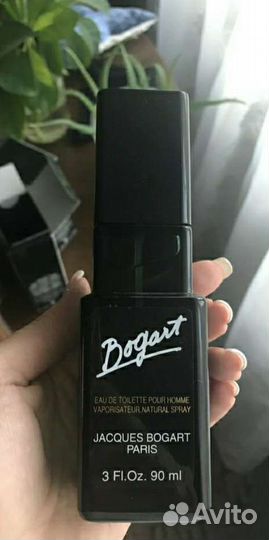 Bogart
EAU DE TOILETTE POUR HOMME
VAPORISATEUR.NATURAL SPRAY
JACQUES BOGART
PARIS
3 Fl.Oz. 90 ml
Avito